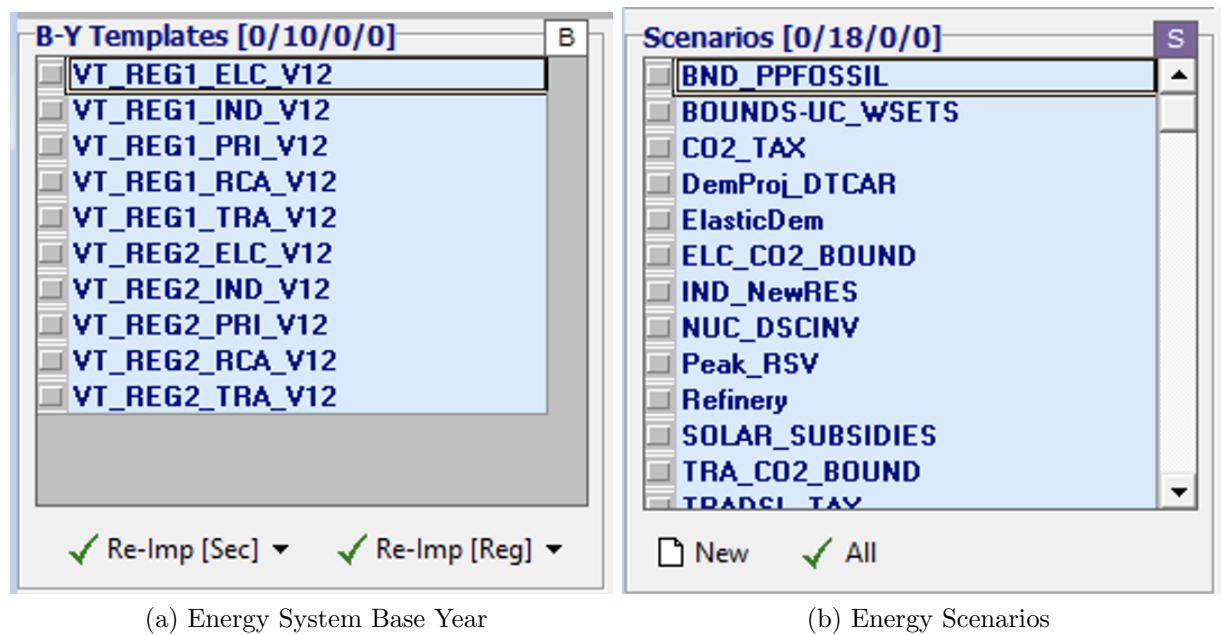 B-Y Templates [0/10/0/0]
B
VT_REG1_ELC_V12
VT_REG1_IND_V12
VT_REG1_PRI_V12
VT_REG1_RCA_V12
VT_REG1_TRA_V12
VT_REG2_ELC_V12
VT_REG2_IND_V12
VT_REG2_PRI_V12
VT_REG2_RCA_V12
VT_REG2_TRA_V12
Re-Imp [Sec] Re-Imp [Reg]
(a) Energy System Base Year
Scenarios [0/18/0/0]
S
BND_PPFOSSIL
BOUNDS-UC_WSETS
CO2_TAX
DemProj_DTCAR
ElasticDem
ELC_CO2_BOUND
IND_NewRES
NUC_DSCINV
Peak_RSV
Refinery
SOLAR_SUBSIDIES
TRA_CO2_BOUND
TRADSL_TAX
New All
(b) Energy Scenarios